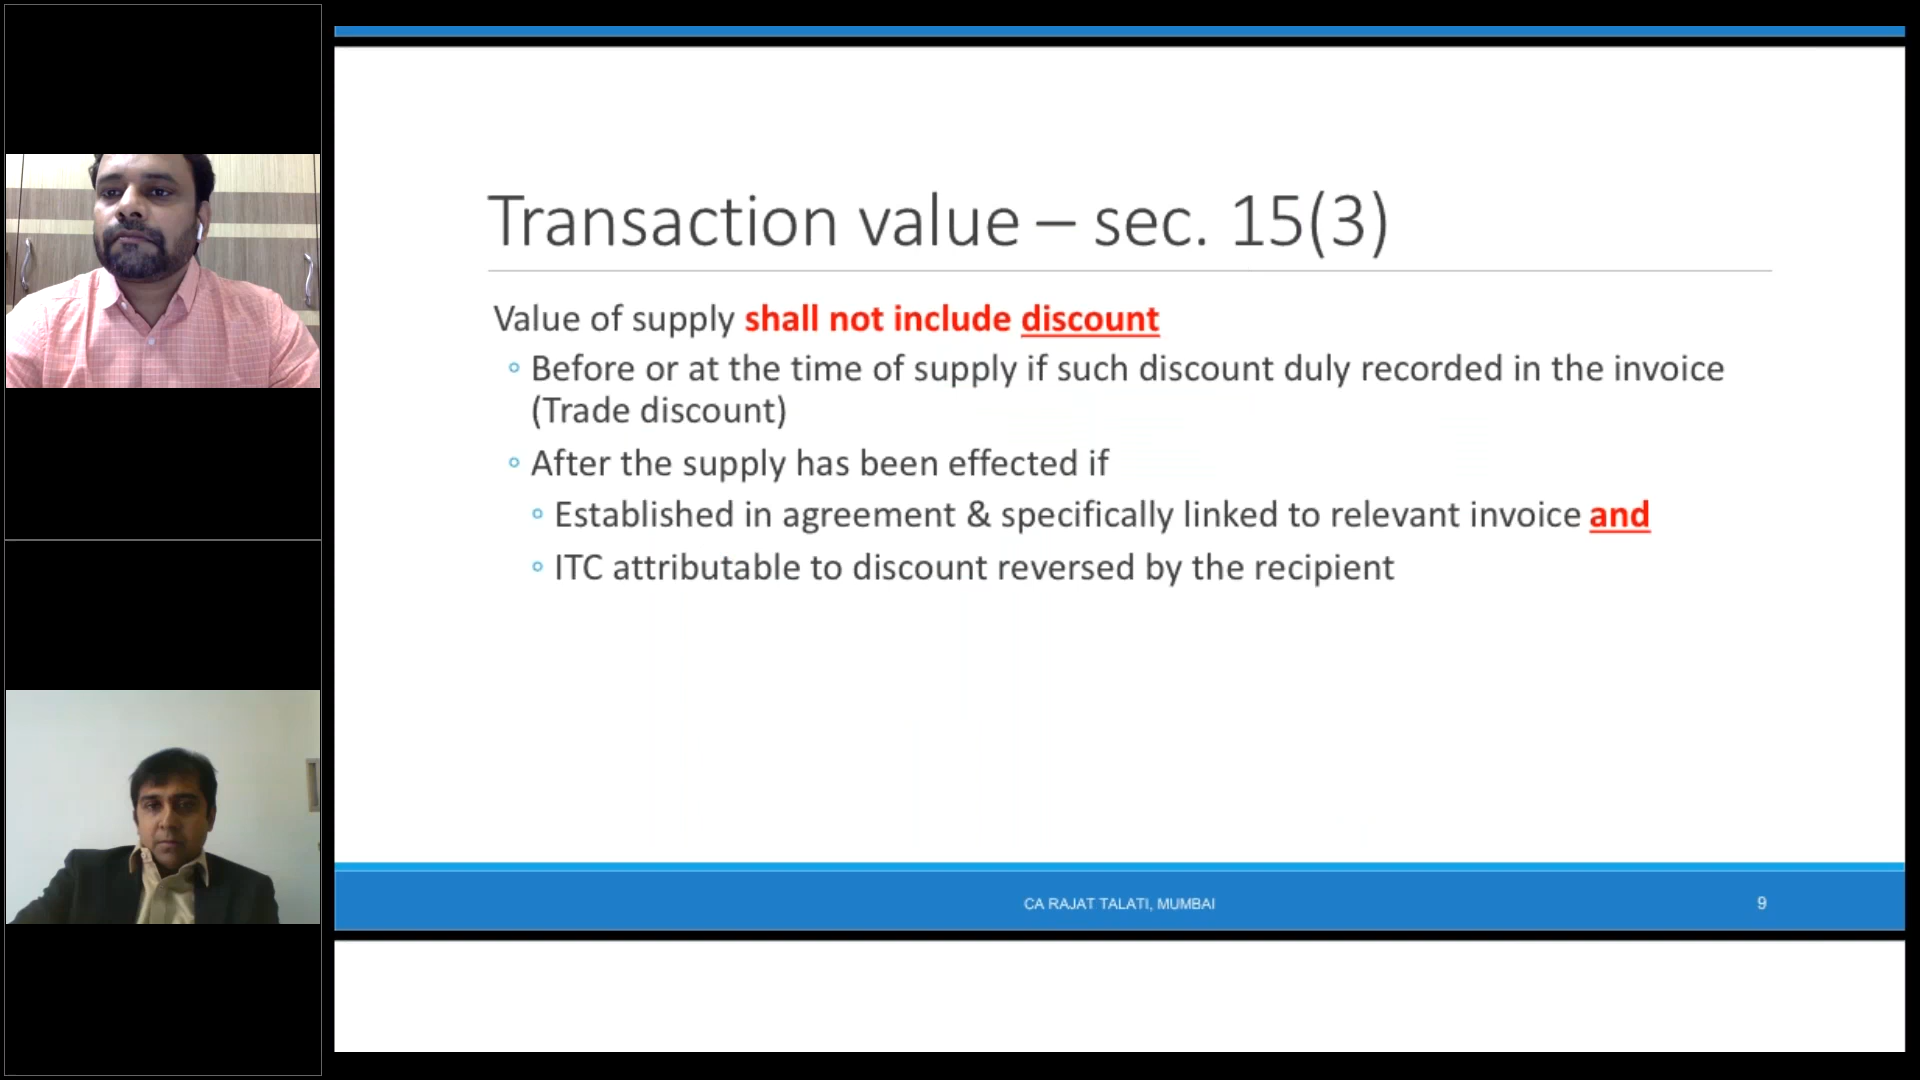 Transaction value – sec. 15(3)
Value of supply shall not include discount
◦ Before or at the time of supply if such discount duly recorded in the invoice
(Trade discount)
◦ After the supply has been effected if
◦ Established in agreement & specifically linked to relevant invoice and
◦ ITC attributable to discount reversed by the recipient
CA RAJAT TALATI, MUMBAI
9